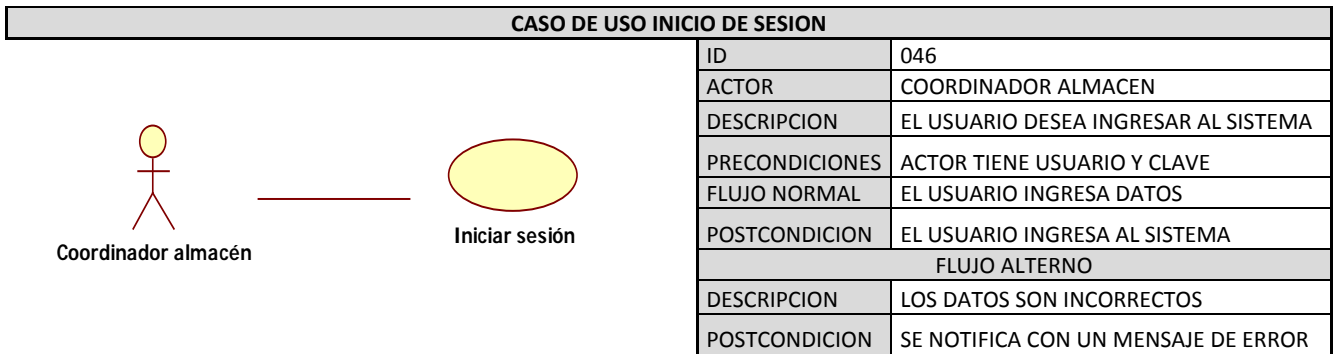 CASO DE USO INICIO DE SESION
ID 046
ACTOR COORDINADOR ALMACEN
DESCRIPCION EL USUARIO DESEA INGRESAR AL SISTEMA
PRECONDICIONES ACTOR TIENE USUARIO Y CLAVE
FLUJO NORMAL EL USUARIO INGRESA DATOS
POSTCONDICION EL USUARIO INGRESA AL SISTEMA
FLUJO ALTERNO
DESCRIPCION LOS DATOS SON INCORRECTOS
POSTCONDICION SE NOTIFICA CON UN MENSAJE DE ERROR
Coordinador almacén
Iniciar sesión